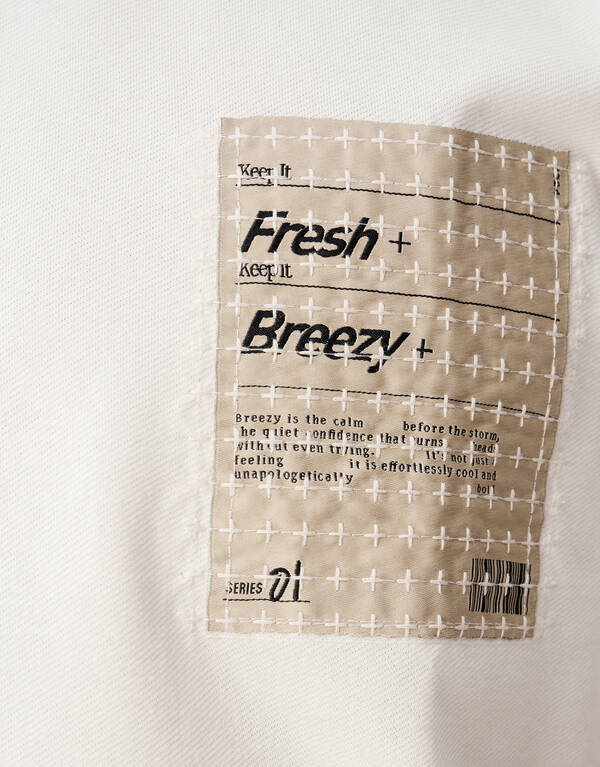 Keep It
Fresh +
Keep It
Breezy +
Breezy is the calm before the storm,
the quiet confidence that turns heads
without even trying. it's not just
feeling it is effortlessly cool and
unapologetically bold
SERIES 01